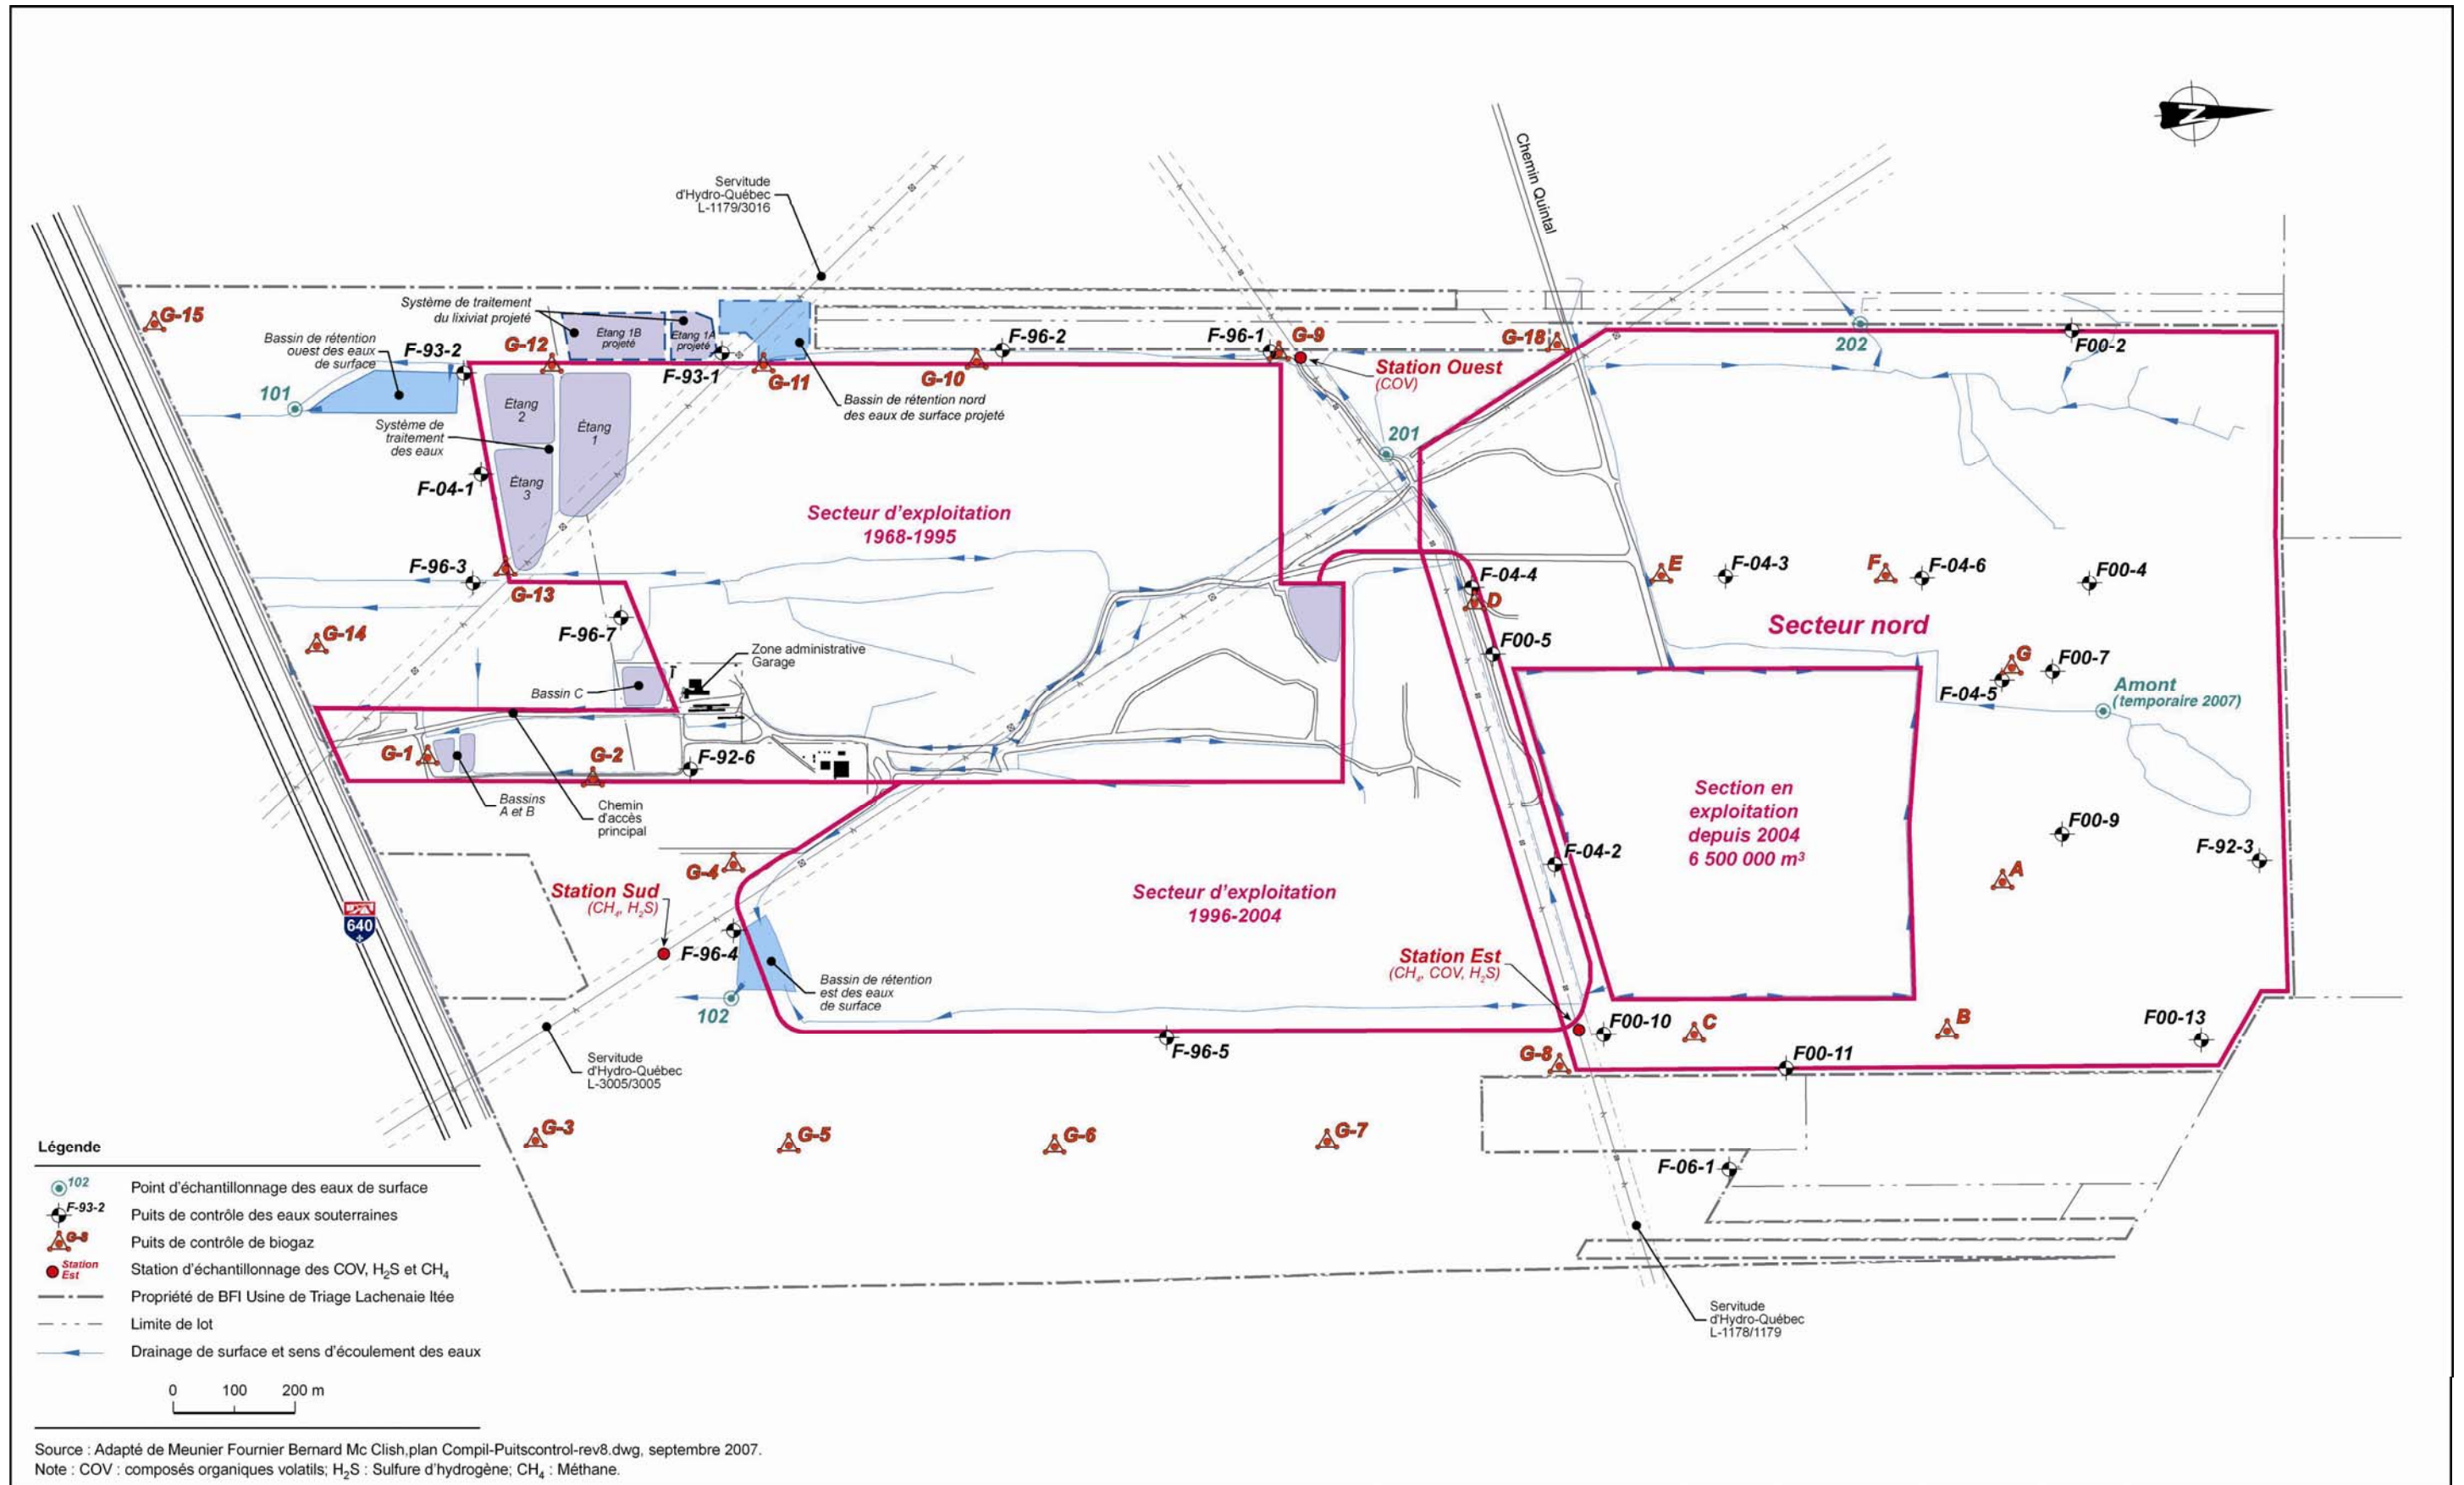 N
Chemin Quintal
Servitude
d'Hydro-Québec
L-1179/3016
G-15
Système de traitement
du lixiviat projeté
Étang 1B
projeté
Étang 1A
projeté
Bassin de rétention
ouest des eaux
de surface
F-93-2
G-12
F-93-1
G-11
G-10
F-96-2
F-96-1
G-9
G-18
Station Ouest
(COV)
202
F00-2
101
Bassin de rétention nord
des eaux de surface projeté
Étang
2
Étang
1
Système de
traitement
des eaux
Étang
3
F-04-1
201
Secteur d'exploitation
1968-1995
F-96-3
G-13
F-04-4
D
E
F-04-3
F
F-04-6
F00-4
G-14
F-96-7
Secteur nord
F00-5
Zone administrative
Garage
G
F00-7
F-04-5
Bassin C
Amont
(temporaire 2007)
G-1
G-2
F-92-6
Bassins
A et B
Chemin
d'accès
principal
Section en
exploitation
depuis 2004
6 500 000 m³
F00-9
F-92-3
F-04-2
G-4
A
Station Sud
(CH₄, H₂S)
Secteur d'exploitation
1996-2004
640
F-96-4
Station Est
(CH₄, COV, H₂S)
Bassin de rétention
est des eaux
de surface
102
F00-10
C
B
F00-13
F-96-5
G-8
F00-11
Servitude
d'Hydro-Québec
L-3005/3005
G-3
G-5
G-6
G-7
F-06-1
Servitude
d'Hydro-Québec
L-1178/1179
Légende
102
Point d'échantillonnage des eaux de surface
F-93-2
Puits de contrôle des eaux souterraines
G-8
Puits de contrôle de biogaz
Station
Est
Station d'échantillonnage des COV, H₂S et CH₄
Propriété de BFI Usine de Triage Lachenaie ltée
Limite de lot
Drainage de surface et sens d'écoulement des eaux
0 100 200 m
Source : Adapté de Meunier Fournier Bernard Mc Clish,plan Compil-Puitscontrol-rev8.dwg, septembre 2007.
Note : COV : composés organiques volatils; H₂S : Sulfure d'hydrogène; CH₄ : Méthane.